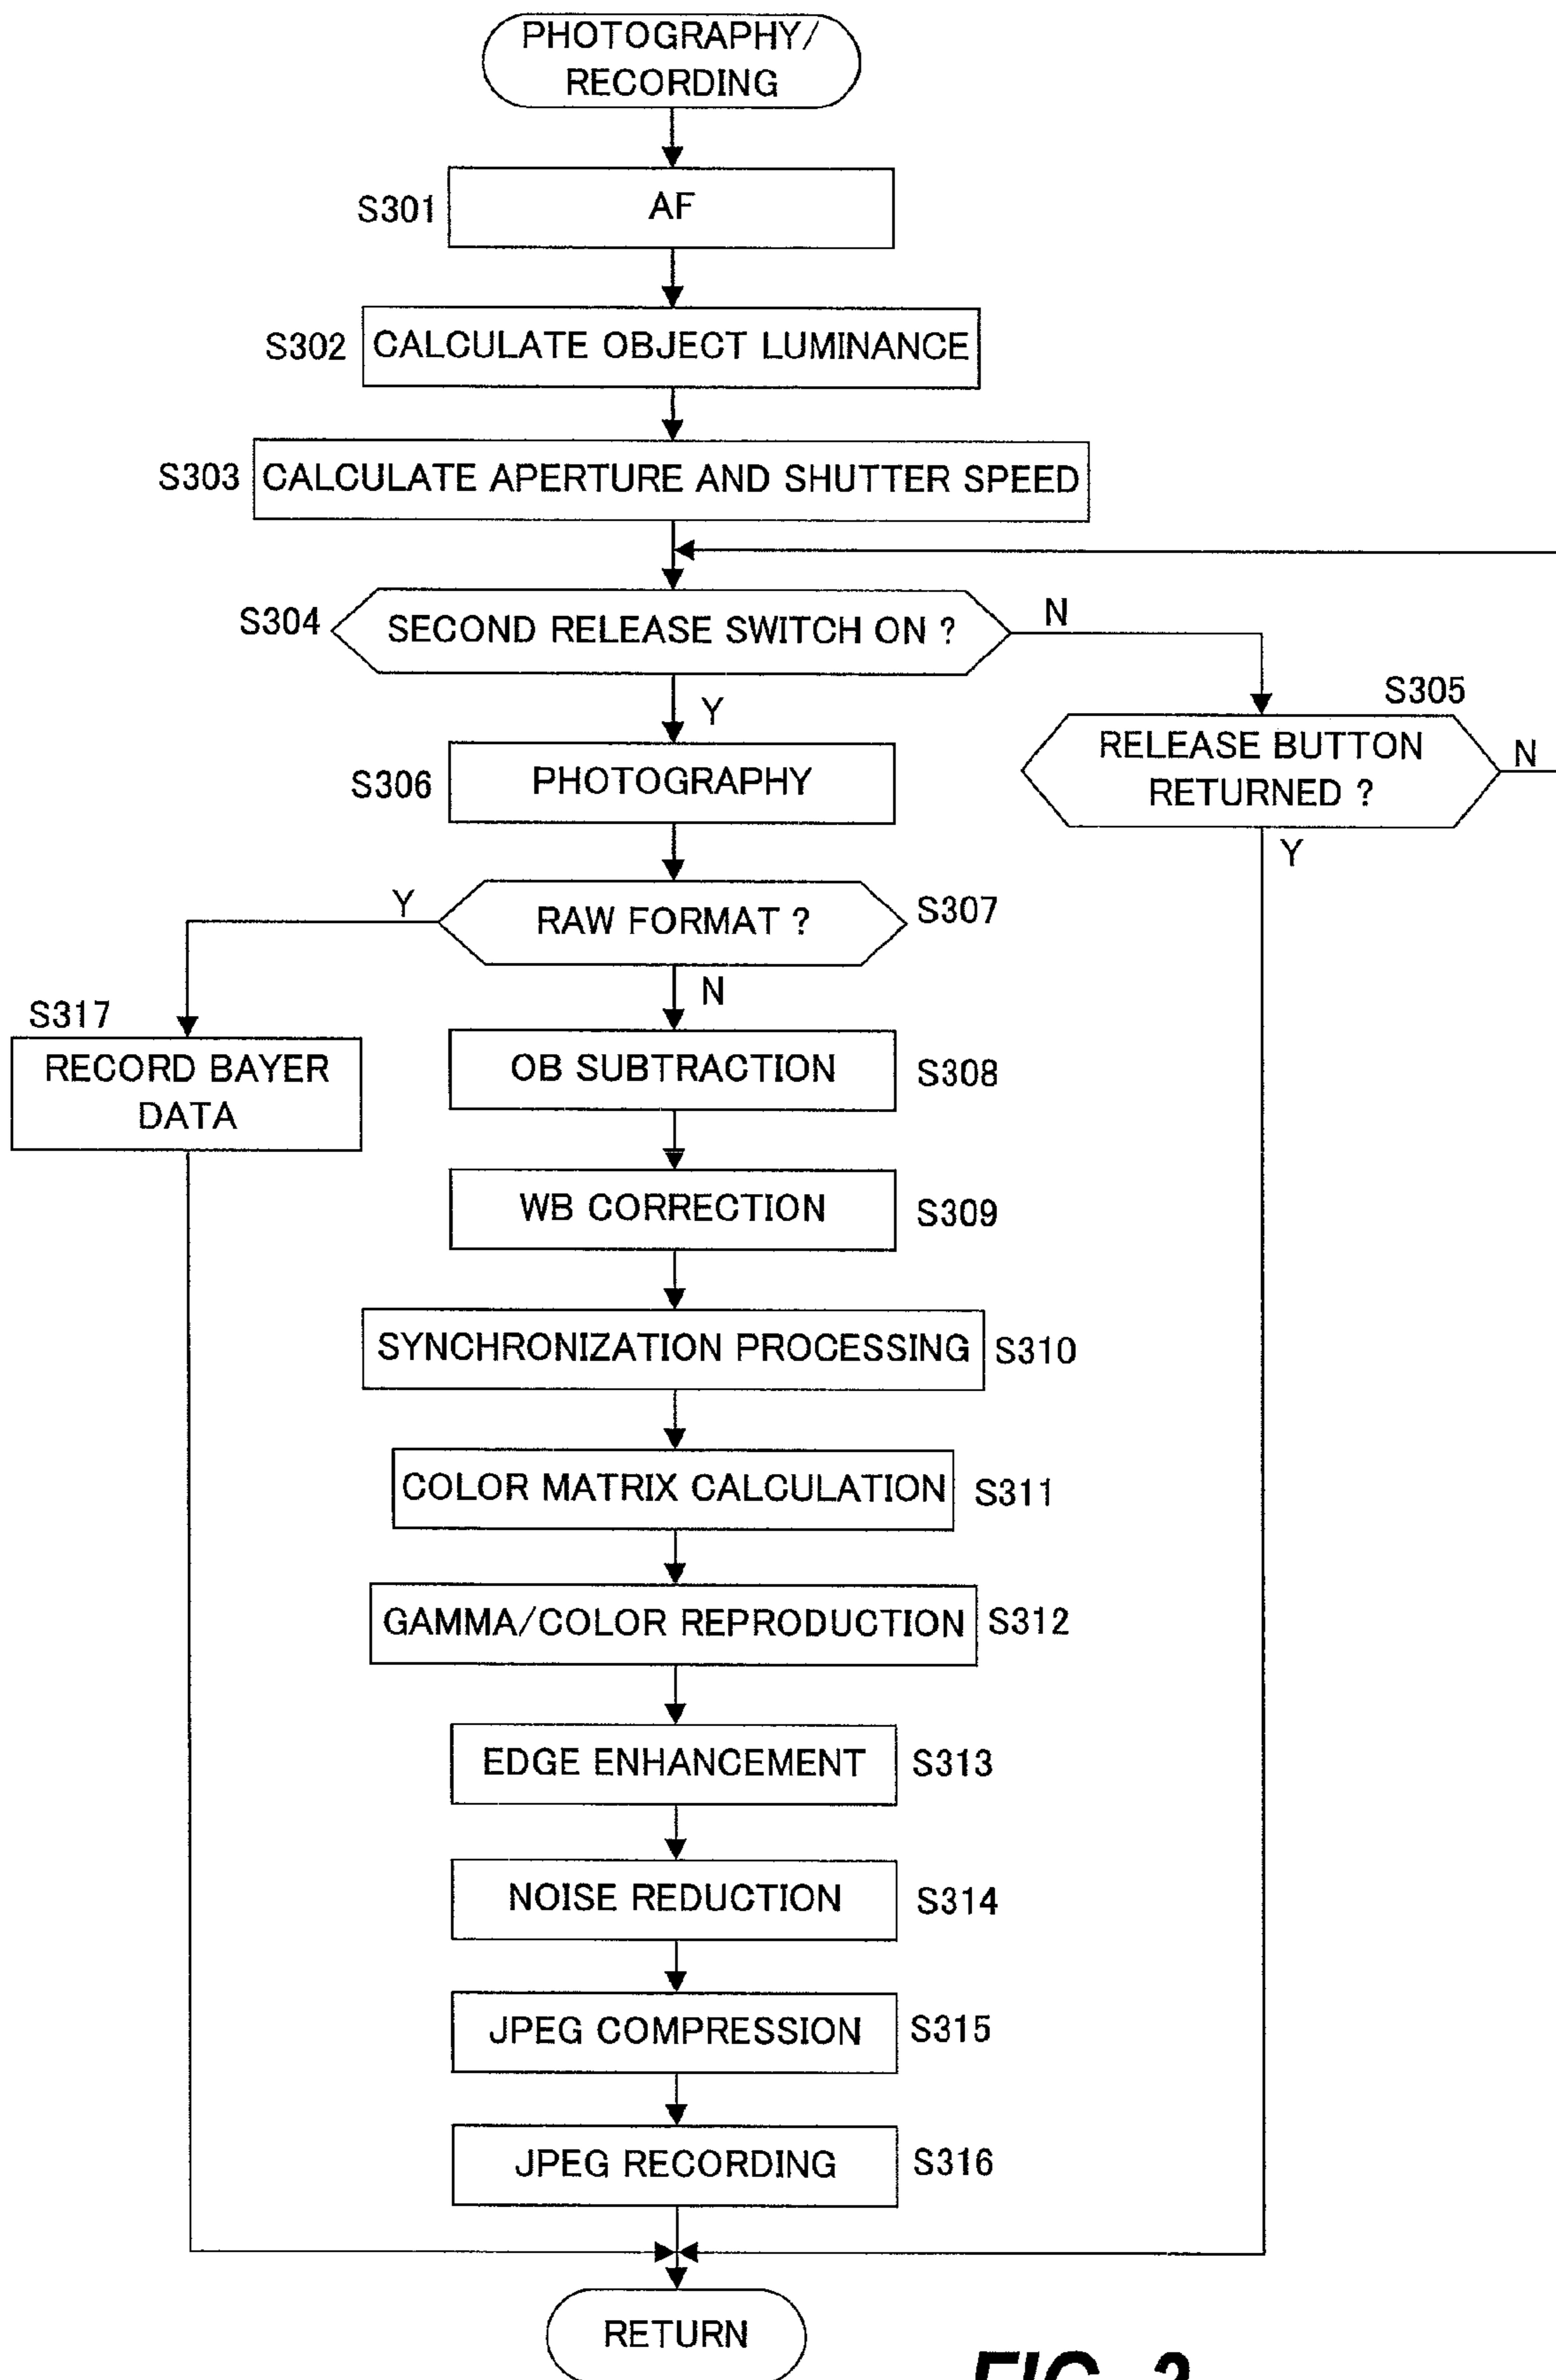 PHOTOGRAPHY/
RECORDING
S301
AF
S302
CALCULATE OBJECT LUMINANCE
S303
CALCULATE APERTURE AND SHUTTER SPEED
S304
SECOND RELEASE SWITCH ON ?
N
Y
S305
RELEASE BUTTON
RETURNED ?
N
Y
S306
PHOTOGRAPHY
RAW FORMAT ?
S307
Y
N
S317
RECORD BAYER
DATA
OB SUBTRACTION
S308
WB CORRECTION
S309
SYNCHRONIZATION PROCESSING
S310
COLOR MATRIX CALCULATION
S311
GAMMA/COLOR REPRODUCTION
S312
EDGE ENHANCEMENT
S313
NOISE REDUCTION
S314
JPEG COMPRESSION
S315
JPEG RECORDING
S316
RETURN